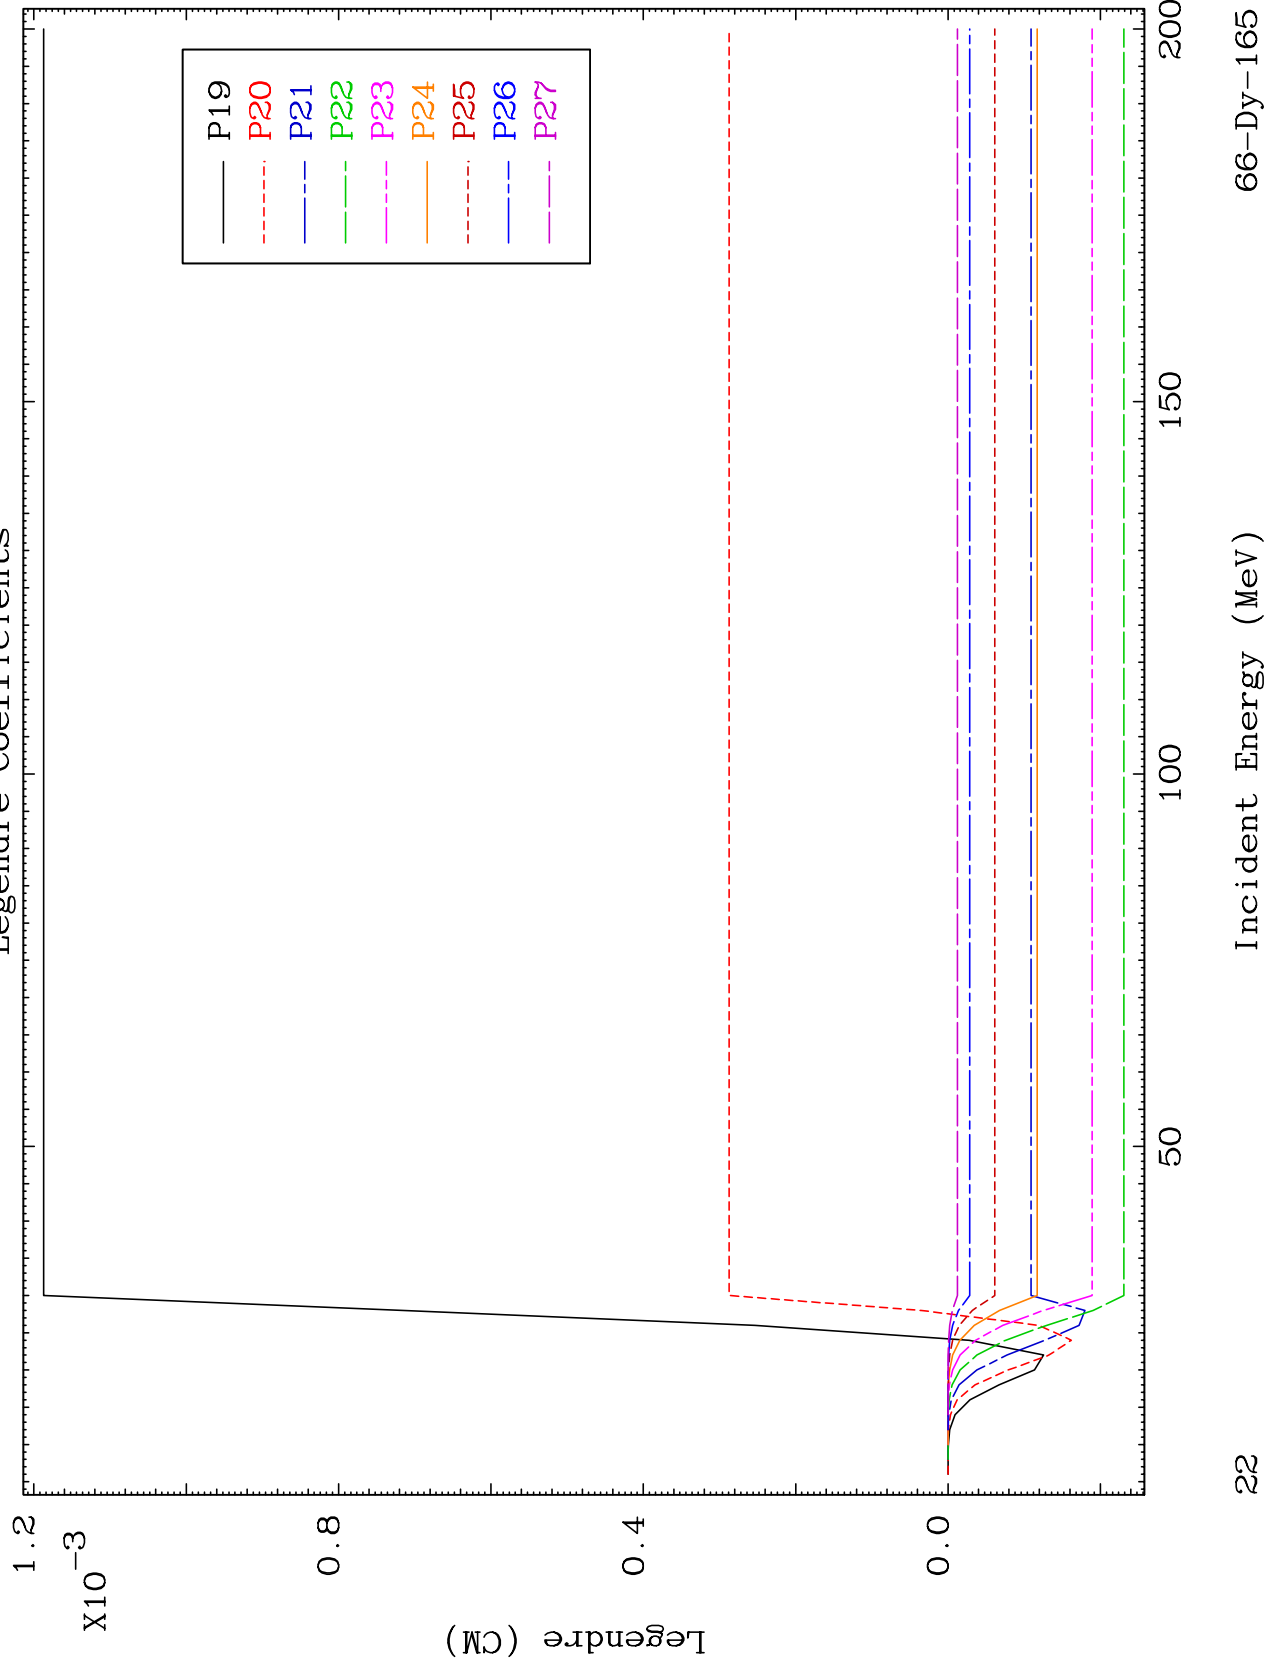 Legendre Coefficients
Legendre (CM)
X10-3
1.2
0.8
0.4
0.0
P19
P20
P21
P22
P23
P24
P25
P26
P27
50
100
150
200
22
Incident Energy (MeV)
66-Dy-165